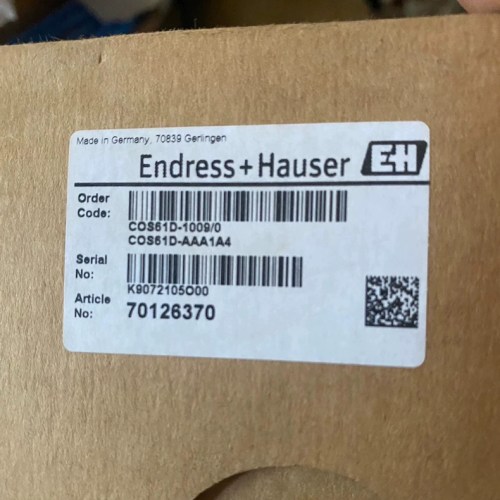 Made in Germany, 70839 Gerlingen
Endress+Hauser EH
Order Code:
COS61D-1009/0
COS61D-AAA1A4
Serial No:
K9072105O00
Article No: 70126370